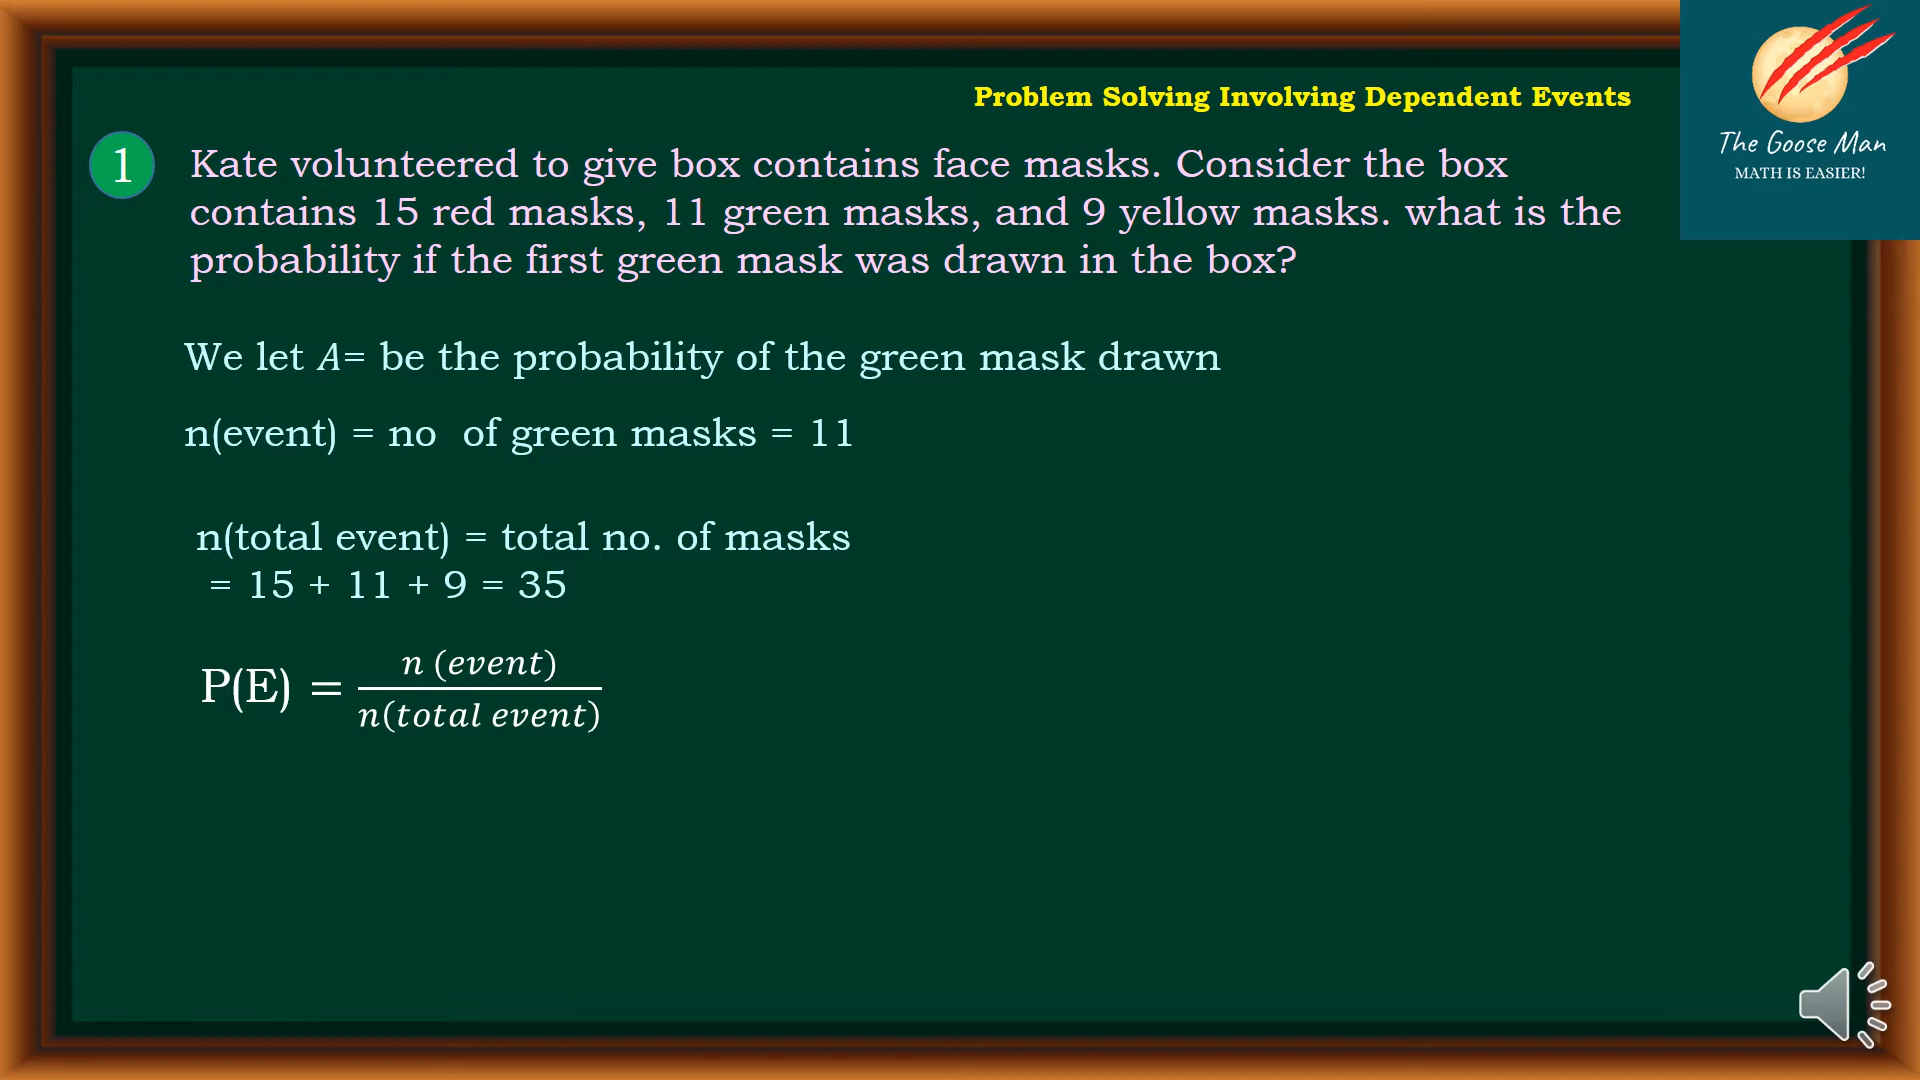 Problem Solving Involving Dependent Events
The Goose Man
MATH IS EASIER!
1
Kate volunteered to give box contains face masks. Consider the box
contains 15 red masks, 11 green masks, and 9 yellow masks. what is the
probability if the first green mask was drawn in the box?
We let A= be the probability of the green mask drawn
n(event) = no of green masks = 11
n(total event) = total no. of masks
= 15 + 11 + 9 = 35
n (event)
P(E) =
n(total event)